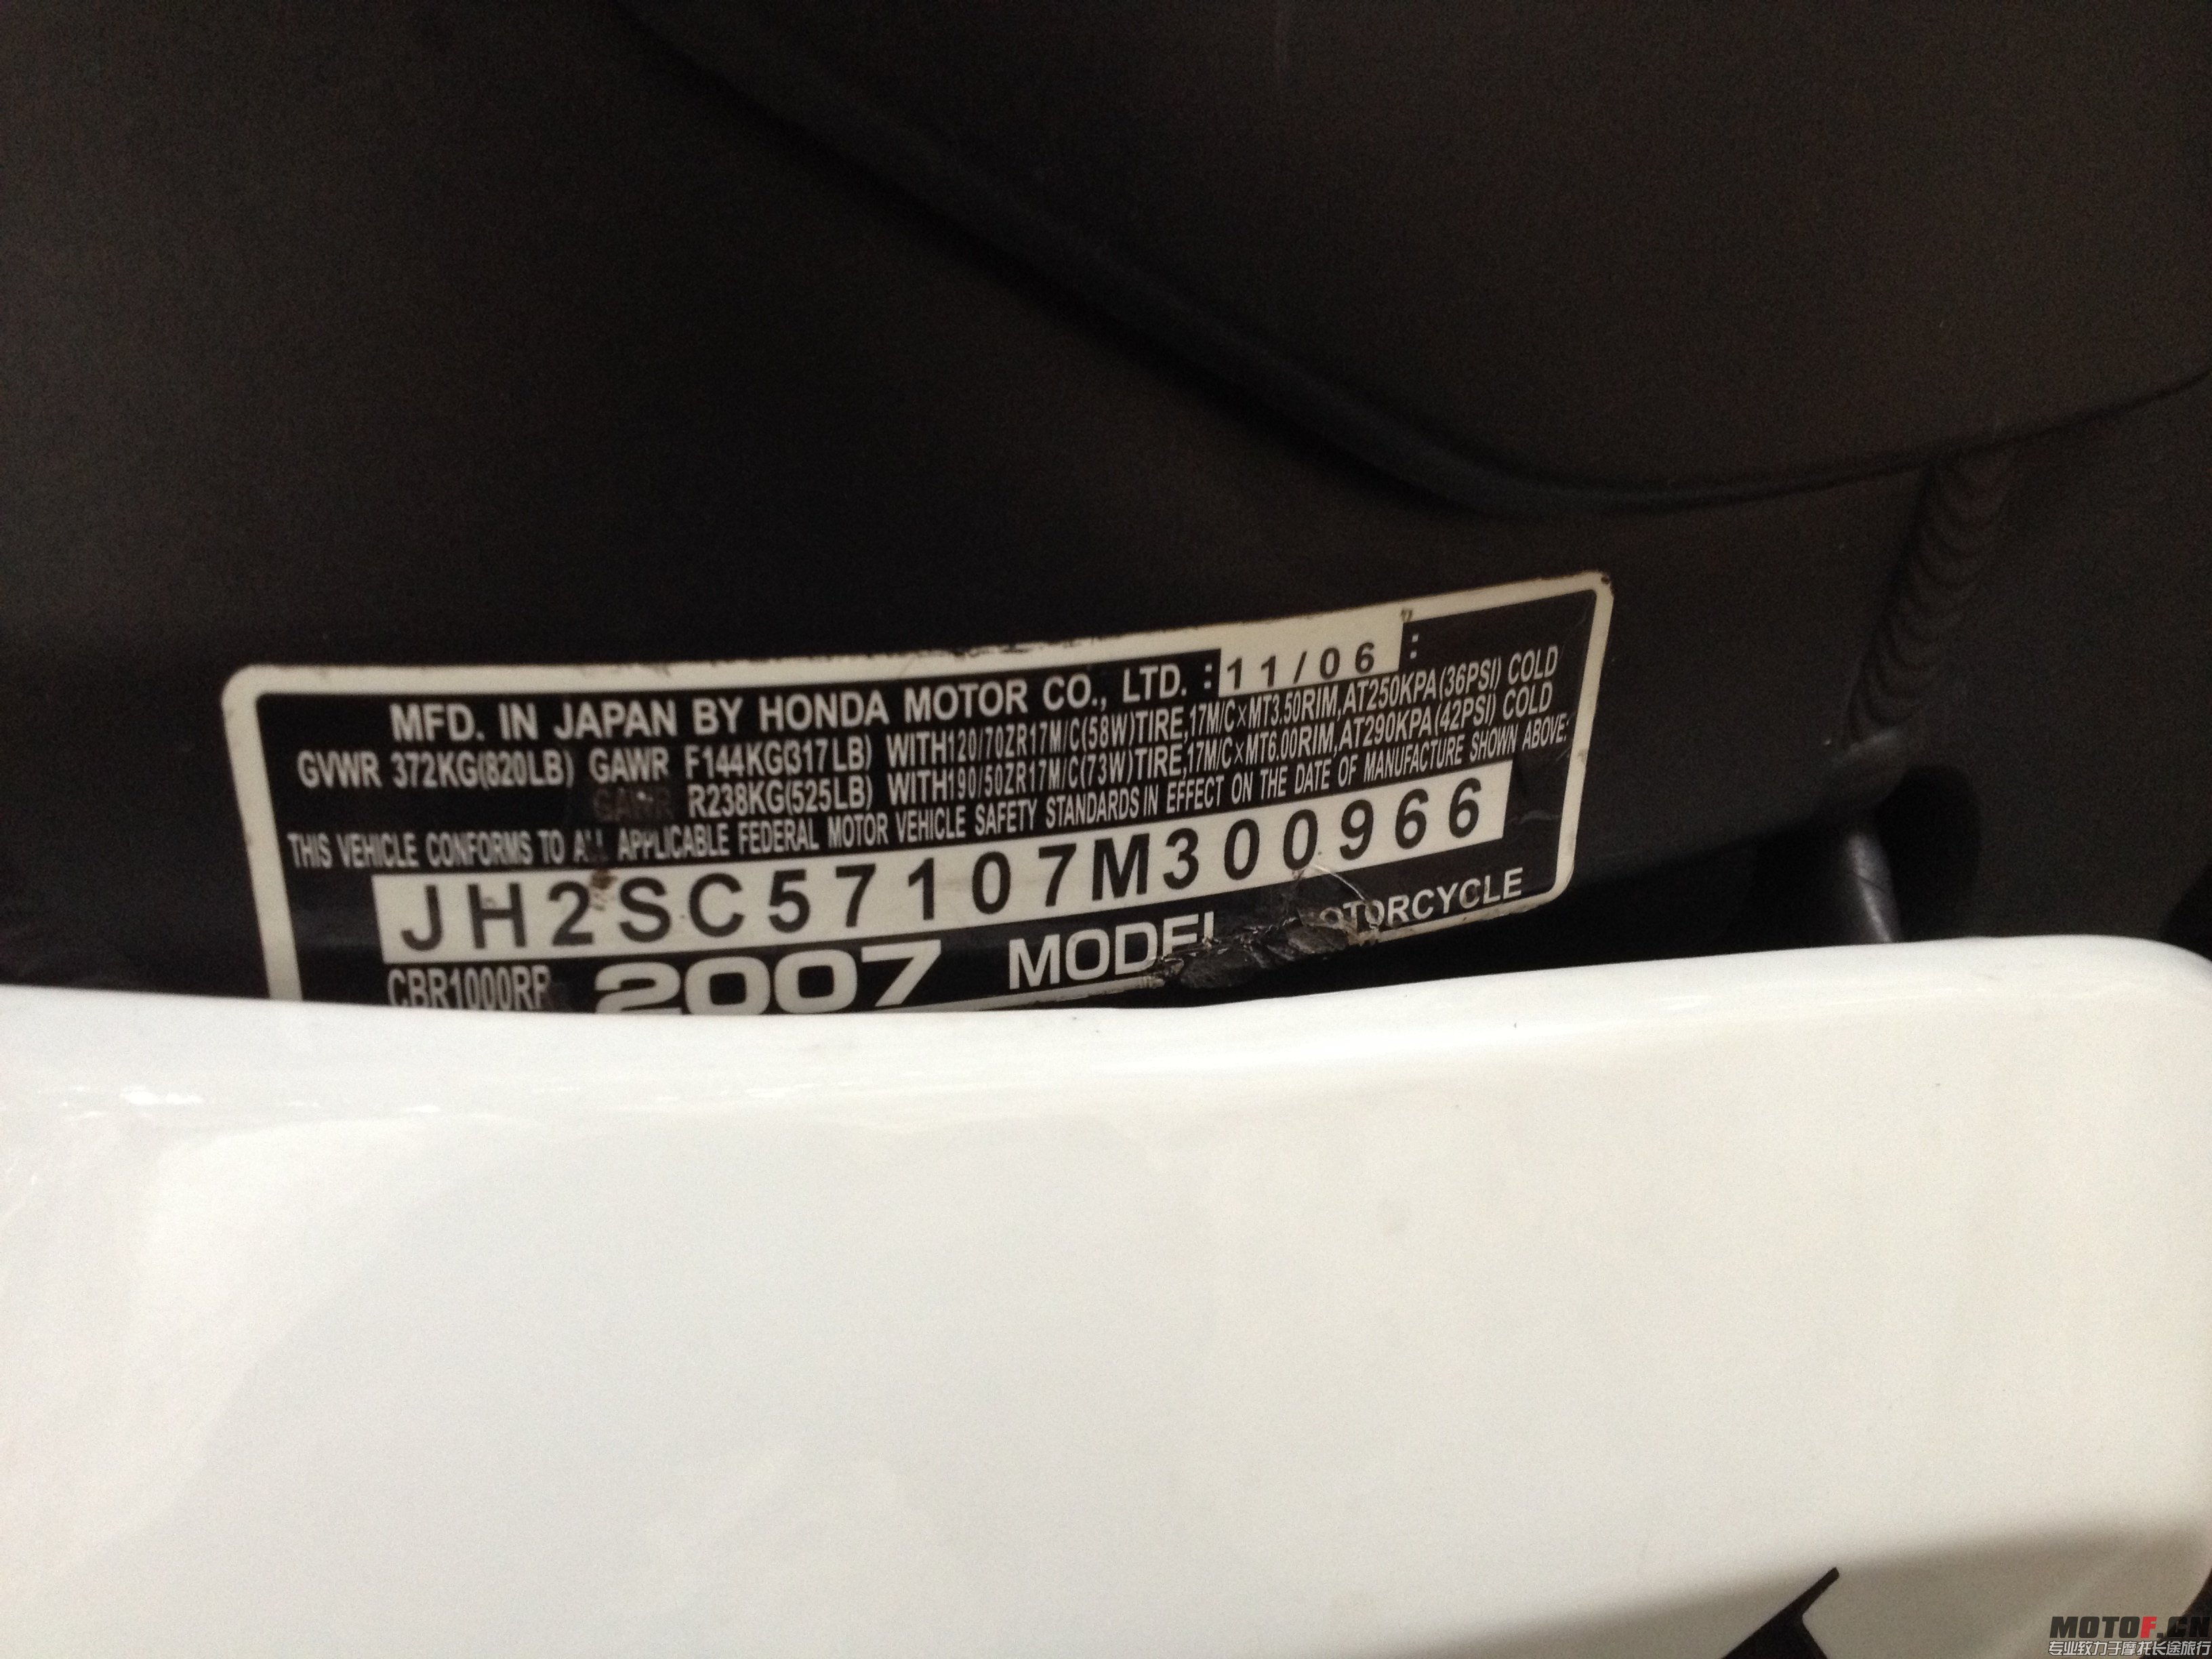 MFD. IN JAPAN BY HONDA MOTOR CO., LTD. : 11/06 :
GVWR 372KG(820LB) GAWR F144KG(317LB) WITH120/70ZR17M/C(58W)TIRE,17M/C×MT3.50RIM,AT250KPA(36PSI) COLD
GAWR R238KG(525LB) WITH190/50ZR17M/C(73W)TIRE,17M/C×MT6.00RIM,AT290KPA(42PSI) COLD
THIS VEHICLE CONFORMS TO ALL APPLICABLE FEDERAL MOTOR VEHICLE SAFETY STANDARDS IN EFFECT ON THE DATE OF MANUFACTURE SHOWN ABOVE:
JH2SC57107M300966
CBR1000RR 2007 MODEL MOTORCYCLE
MOTOF.CN
专业致力于摩托长途旅行